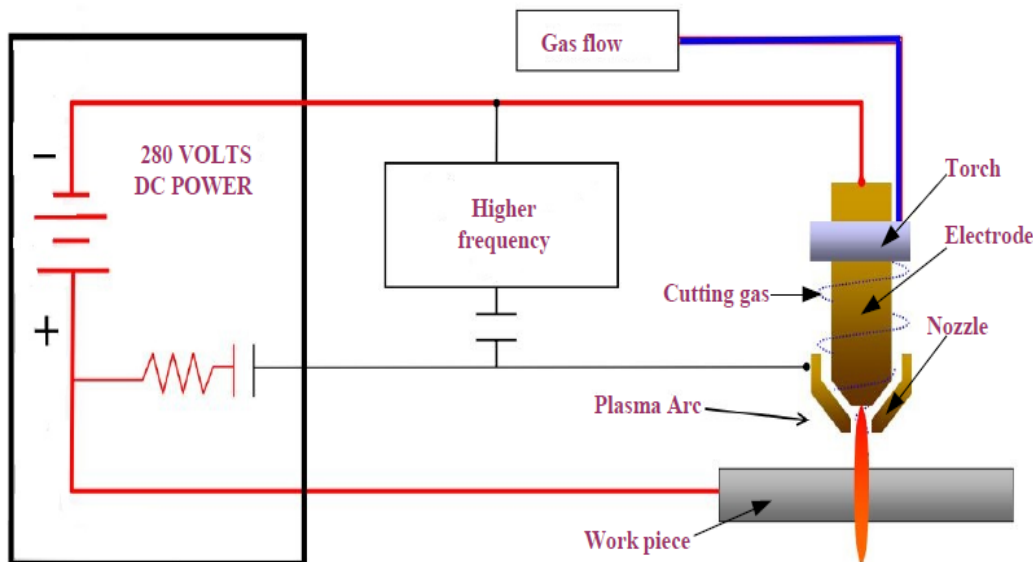 Gas flow
−
280 VOLTS
DC POWER
Higher
frequency
Torch
Electrode
Cutting gas
Nozzle
+
Plasma Arc
Work piece